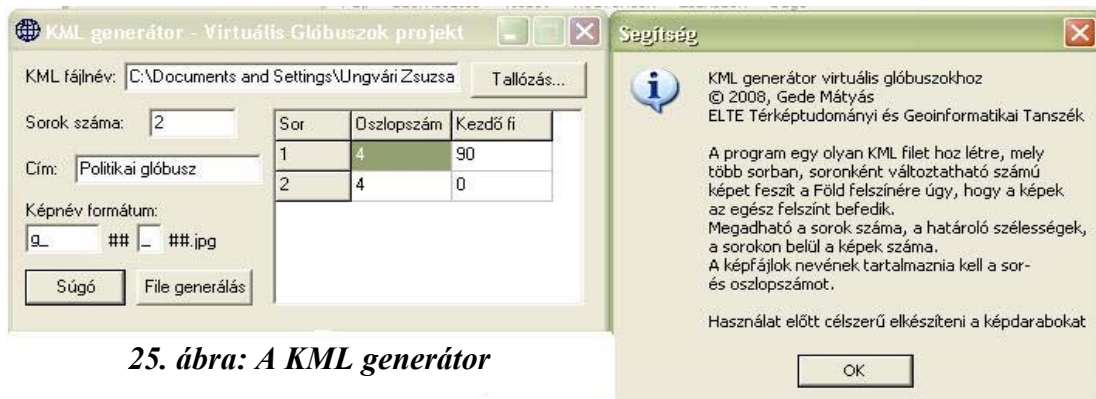 KML generátor - Virtuális Glóbuszok projekt
KML fájlnév: C:\Documents and Settings\Ungvári Zsuzsa Tallózás...
Sorok száma: 2
Cím: Politikai glóbusz
Képnév formátum:
g_ ## _ ##.jpg
Súgó File generálás
Sor Oszlopszám Kezdő fi
1 4 90
2 4 0
25. ábra: A KML generátor
Segítség
KML generátor virtuális glóbuszokhoz
© 2008, Gede Mátyás
ELTE Térképtudományi és Geoinformatikai Tanszék
A program egy olyan KML filet hoz létre, mely
több sorban, soronként változtatható számú
képet feszít a Föld felszínére úgy, hogy a képek
az egész felszínt befedik.
Megadható a sorok száma, a határoló szélességek,
a sorokon belül a képek száma.
A képfájlok nevének tartalmaznia kell a sor-
és oszlopszámot.
Használat előtt célszerű elkészíteni a képdarabokat
OK